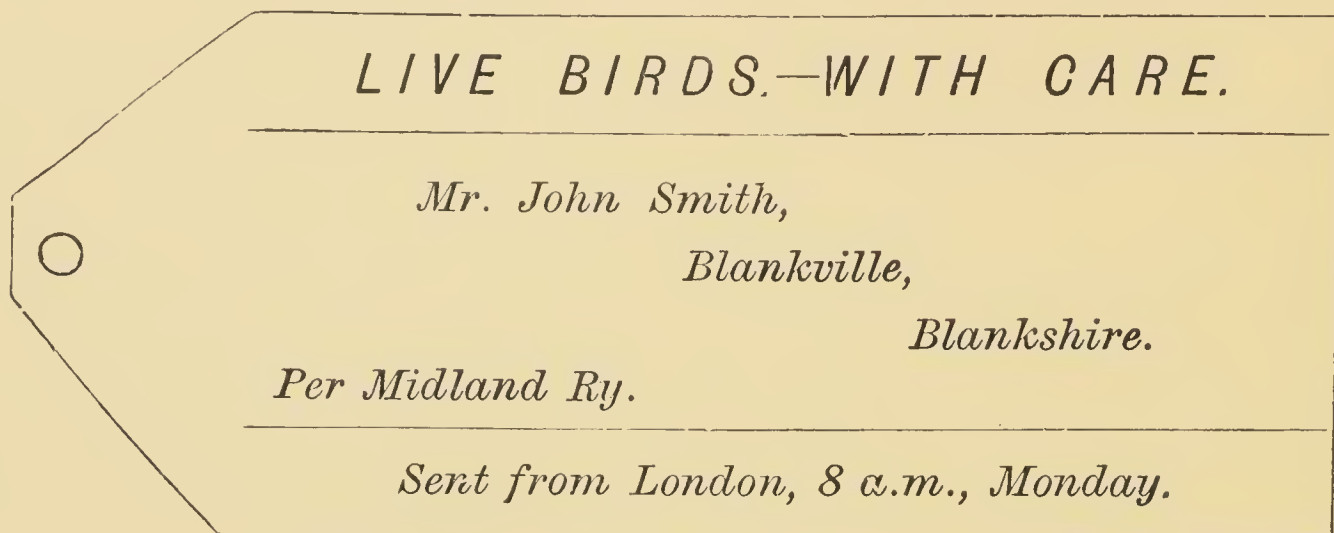 LIVE BIRDS.—WITH CARE.
Mr. John Smith,
Blankville,
Blankshire.
Per Midland Ry.
Sent from London, 8 a.m., Monday.